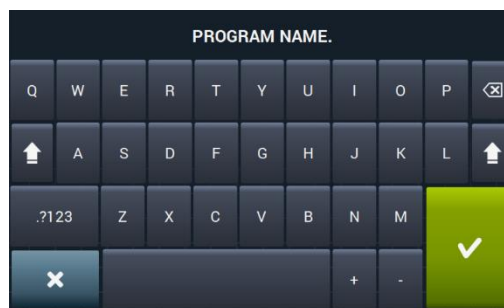 PROGRAM NAME.
Q W E R T Y U I O P
A S D F G H J K L
.?123 Z X C V B N M
+ -